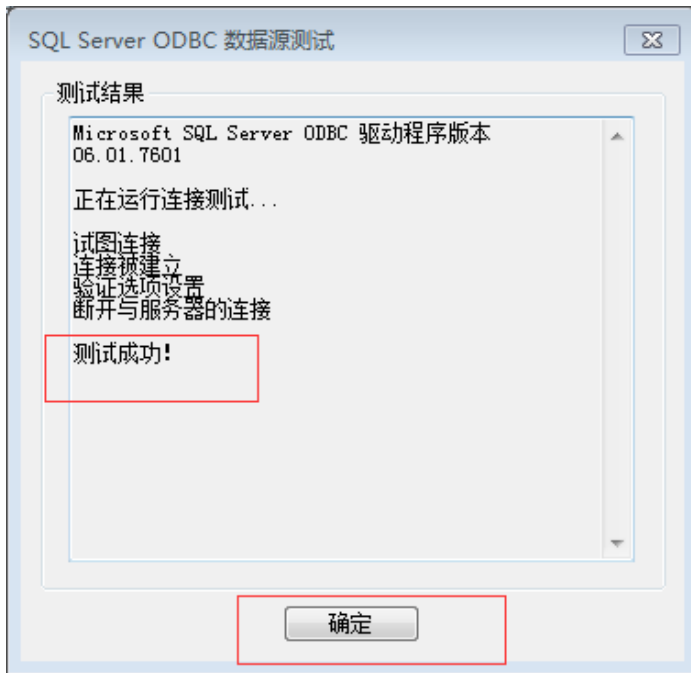 SQL Server ODBC 数据源测试
测试结果
Microsoft SQL Server ODBC 驱动程序版本
06.01.7601
正在运行连接测试...
试图连接
连接被建立
验证选项设置
断开与服务器的连接
测试成功!
确定